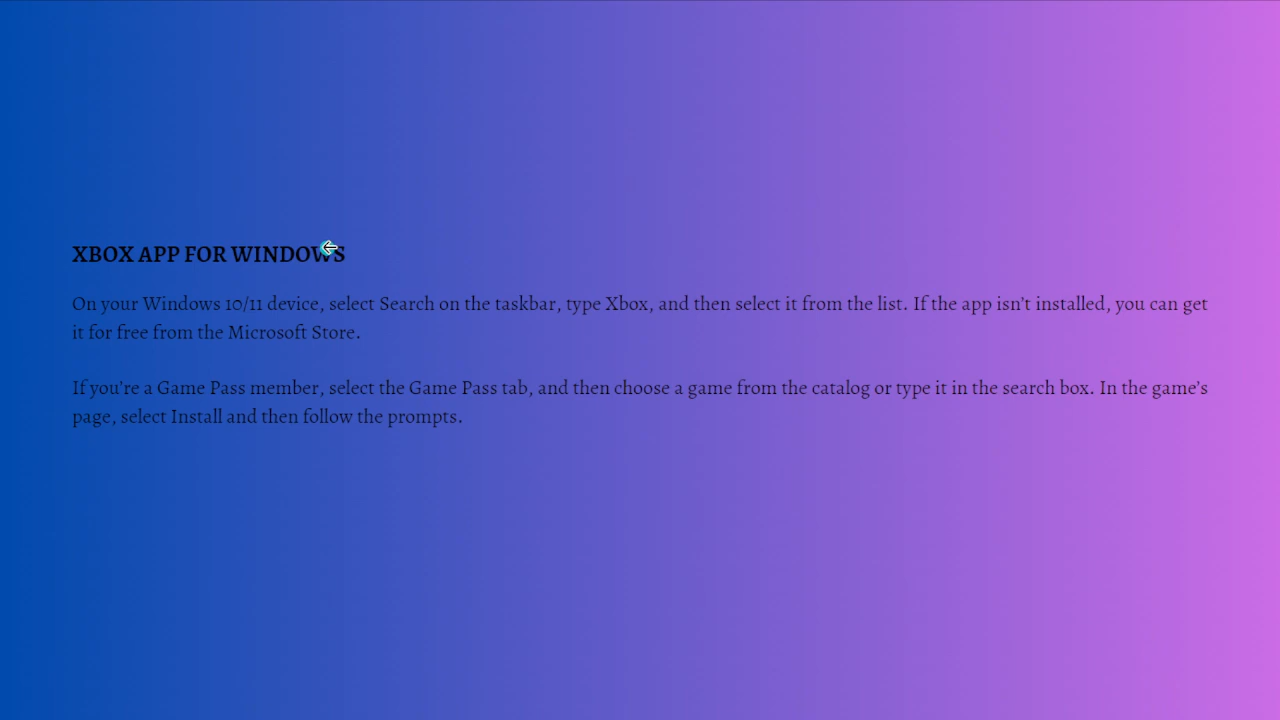 XBOX APP FOR WINDOWS
On your Windows 10/11 device, select Search on the taskbar, type Xbox, and then select it from the list. If the app isn't installed, you can get
it for free from the Microsoft Store.
If you're a Game Pass member, select the Game Pass tab, and then choose a game from the catalog or type it in the search box. In the game's
page, select Install and then follow the prompts.